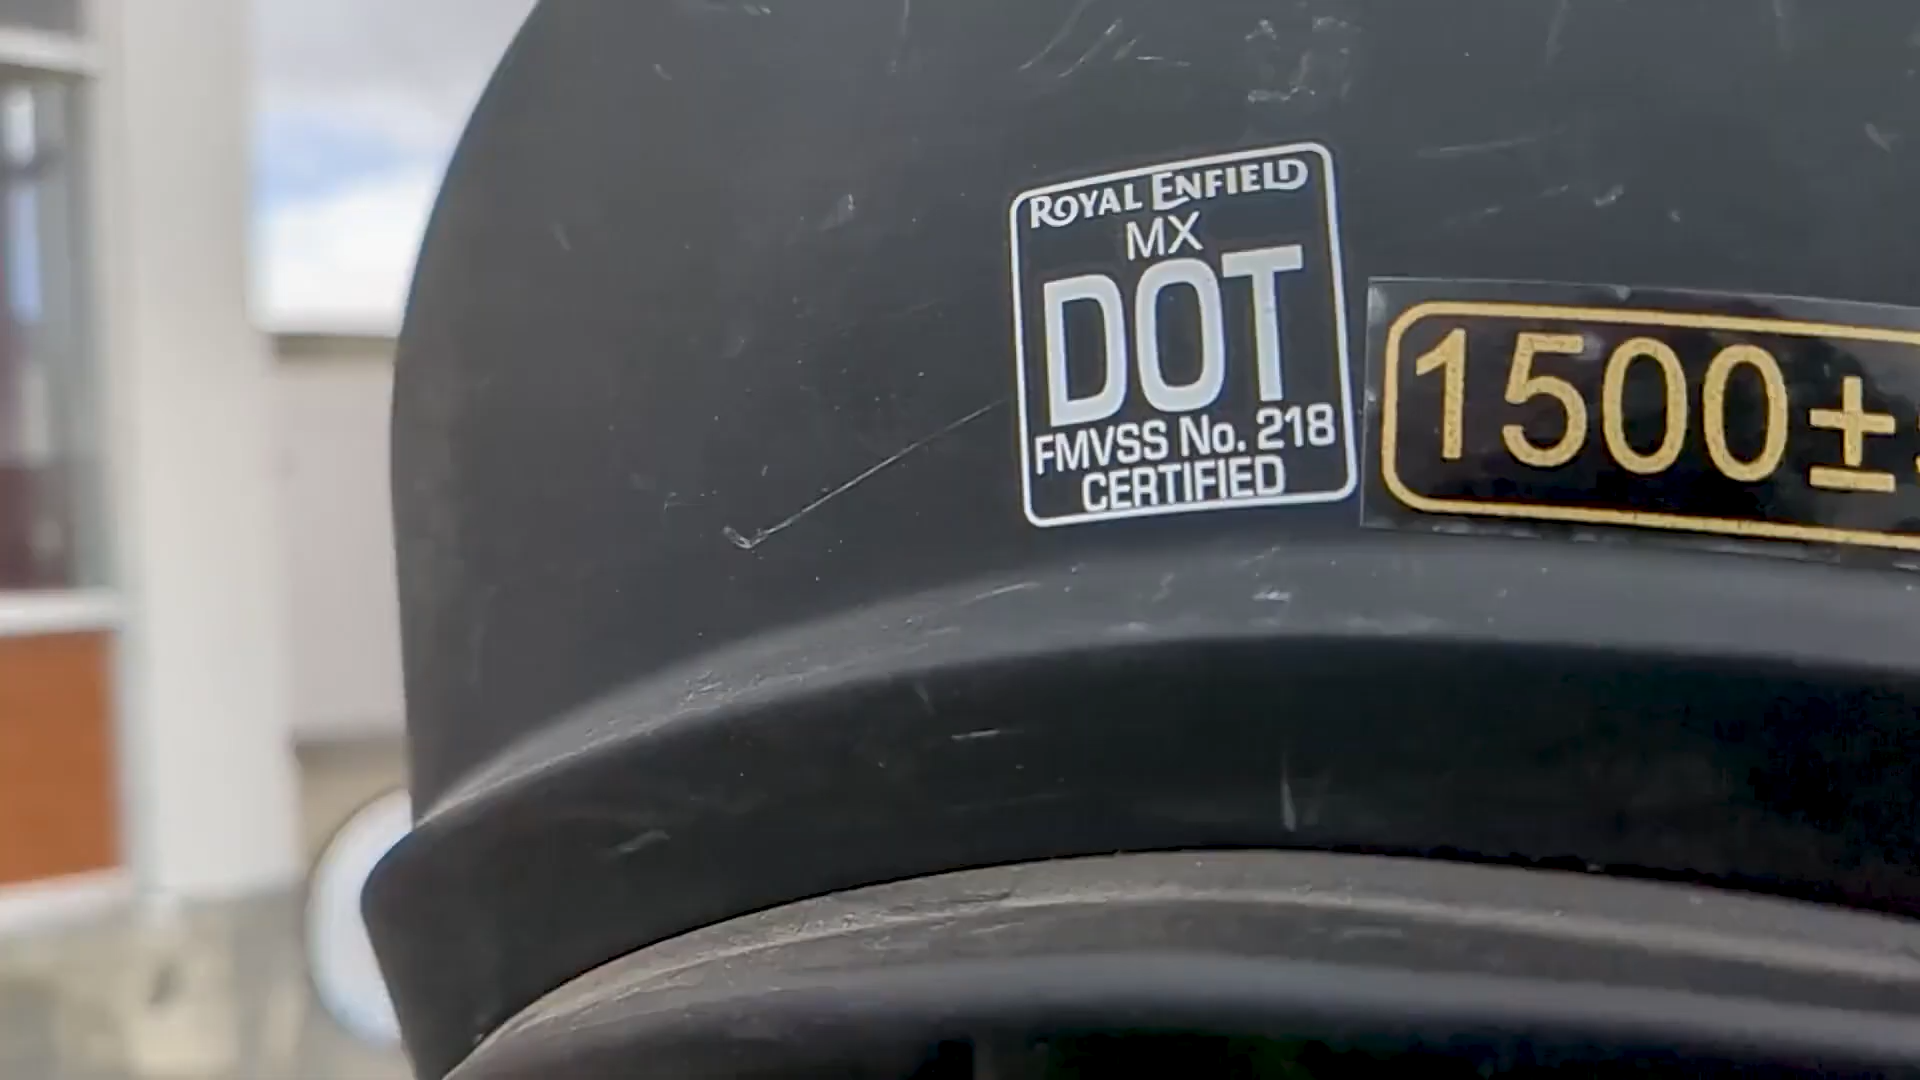 ROYAL ENFIELD
MX
DOT
FMVSS No. 218
CERTIFIED
1500±